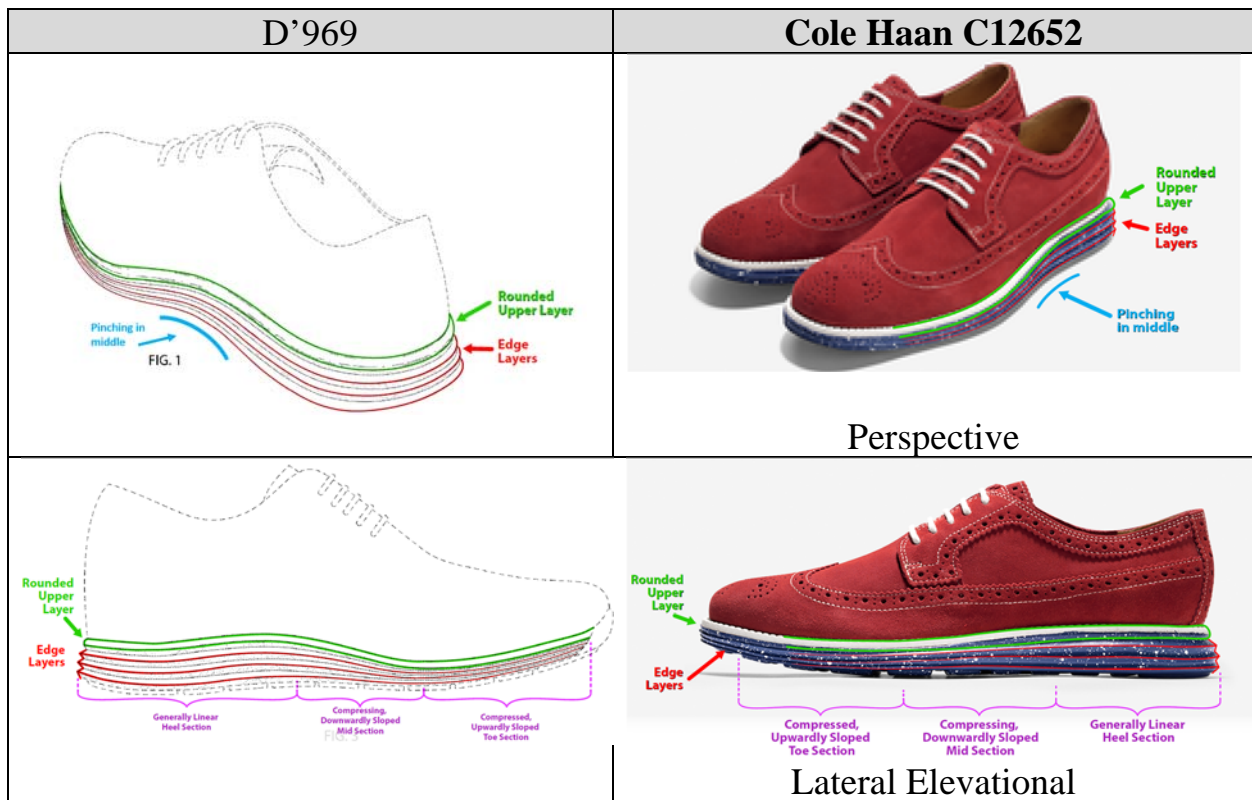 D’969
Cole Haan C12652
Rounded
Upper Layer
Edge
Layers
Pinching in
middle
FIG. 1
Rounded
Upper
Layer
Edge
Layers
Pinching
in middle
Perspective
Rounded
Upper
Layer
Edge
Layers
Generally Linear
Heel Section
Compressing,
Downwardly Sloped
Mid Section
Compressed,
Upwardly Sloped
Toe Section
FIG. 3
Rounded
Upper
Layer
Edge
Layers
Compressed,
Upwardly Sloped
Toe Section
Compressing,
Downwardly Sloped
Mid Section
Generally Linear
Heel Section
Lateral Elevational